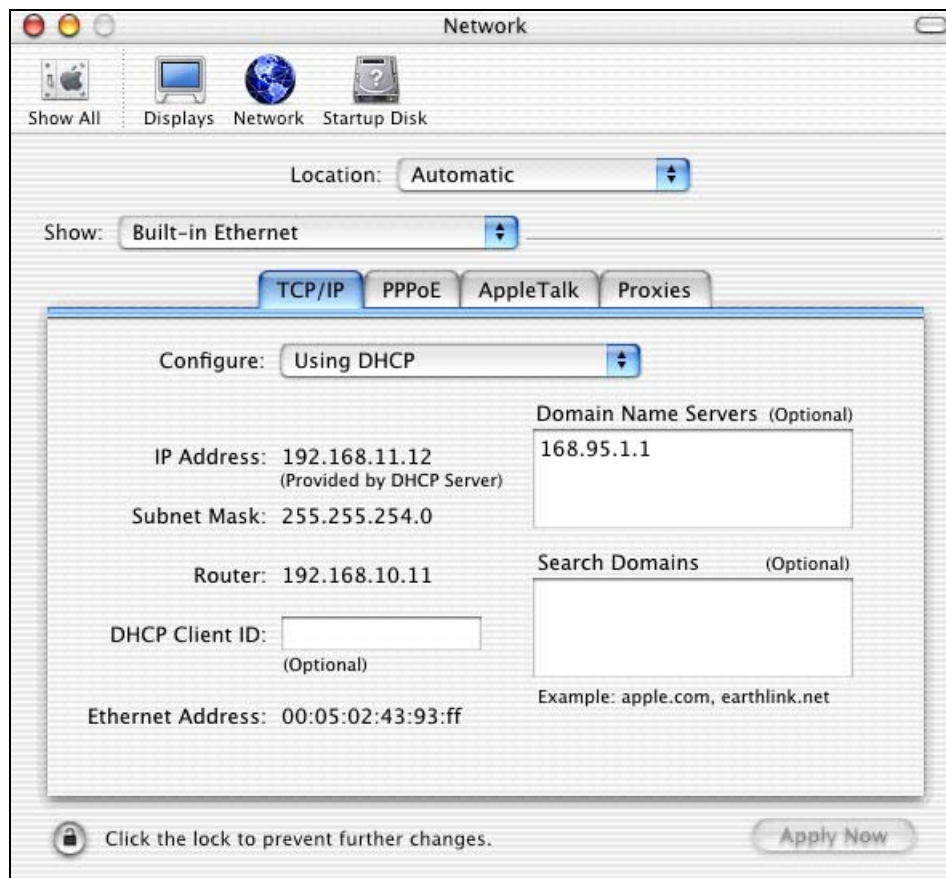 Network
Show All
Displays
Network
Startup Disk
Location: Automatic
Show: Built-in Ethernet
TCP/IP
PPPoE
AppleTalk
Proxies
Configure: Using DHCP
Domain Name Servers (Optional)
168.95.1.1
IP Address: 192.168.11.12
(Provided by DHCP Server)
Subnet Mask: 255.255.254.0
Router: 192.168.10.11
Search Domains (Optional)
DHCP Client ID:
(Optional)
Example: apple.com, earthlink.net
Ethernet Address: 00:05:02:43:93:ff
Click the lock to prevent further changes.
Apply Now